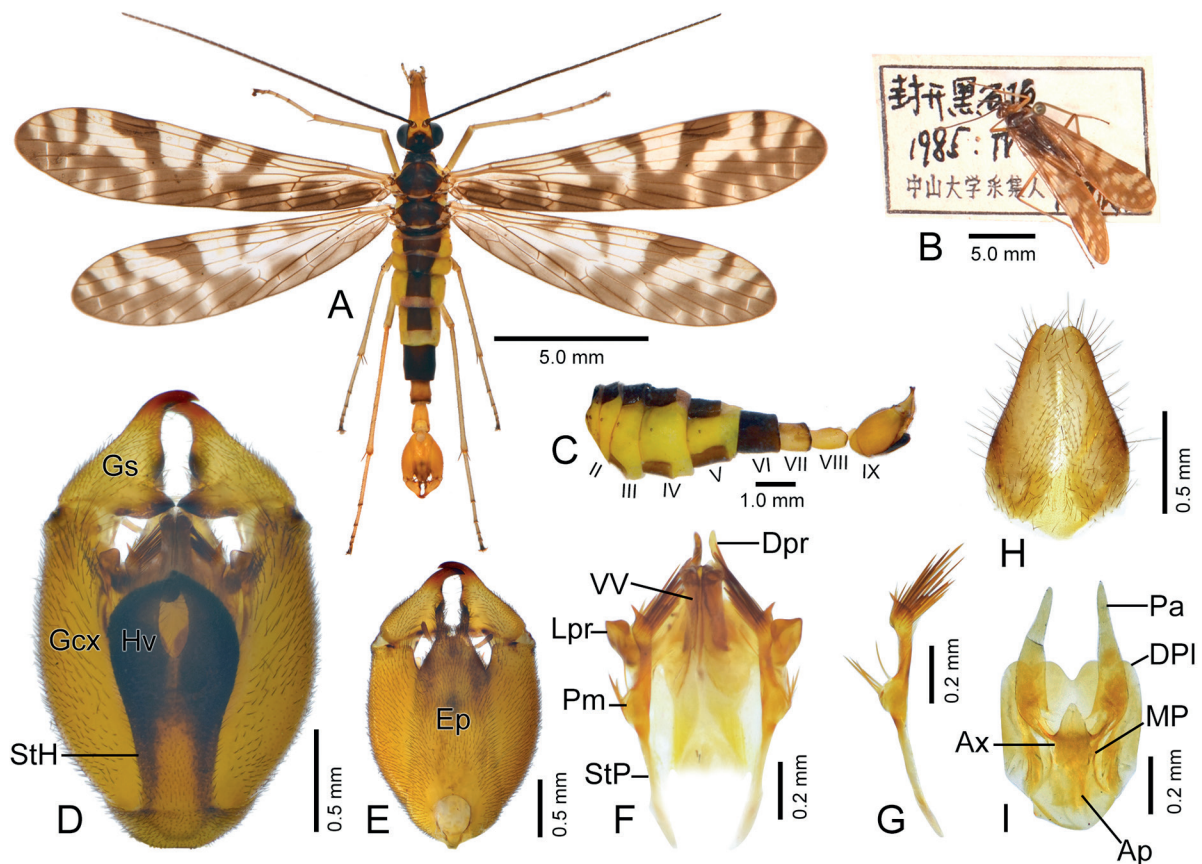 封开黑石顶
1985: IV
中山大学采集人
A
5.0 mm
B
5.0 mm
C
II
III
IV
V
VI
VII
VIII
IX
1.0 mm
D
Gs
Gcx
Hv
StH
0.5 mm
E
Ep
0.5 mm
F
Dpr
VV
Lpr
Pm
StP
0.2 mm
G
0.2 mm
H
0.5 mm
I
Pa
DPl
MP
Ax
Ap
0.2 mm